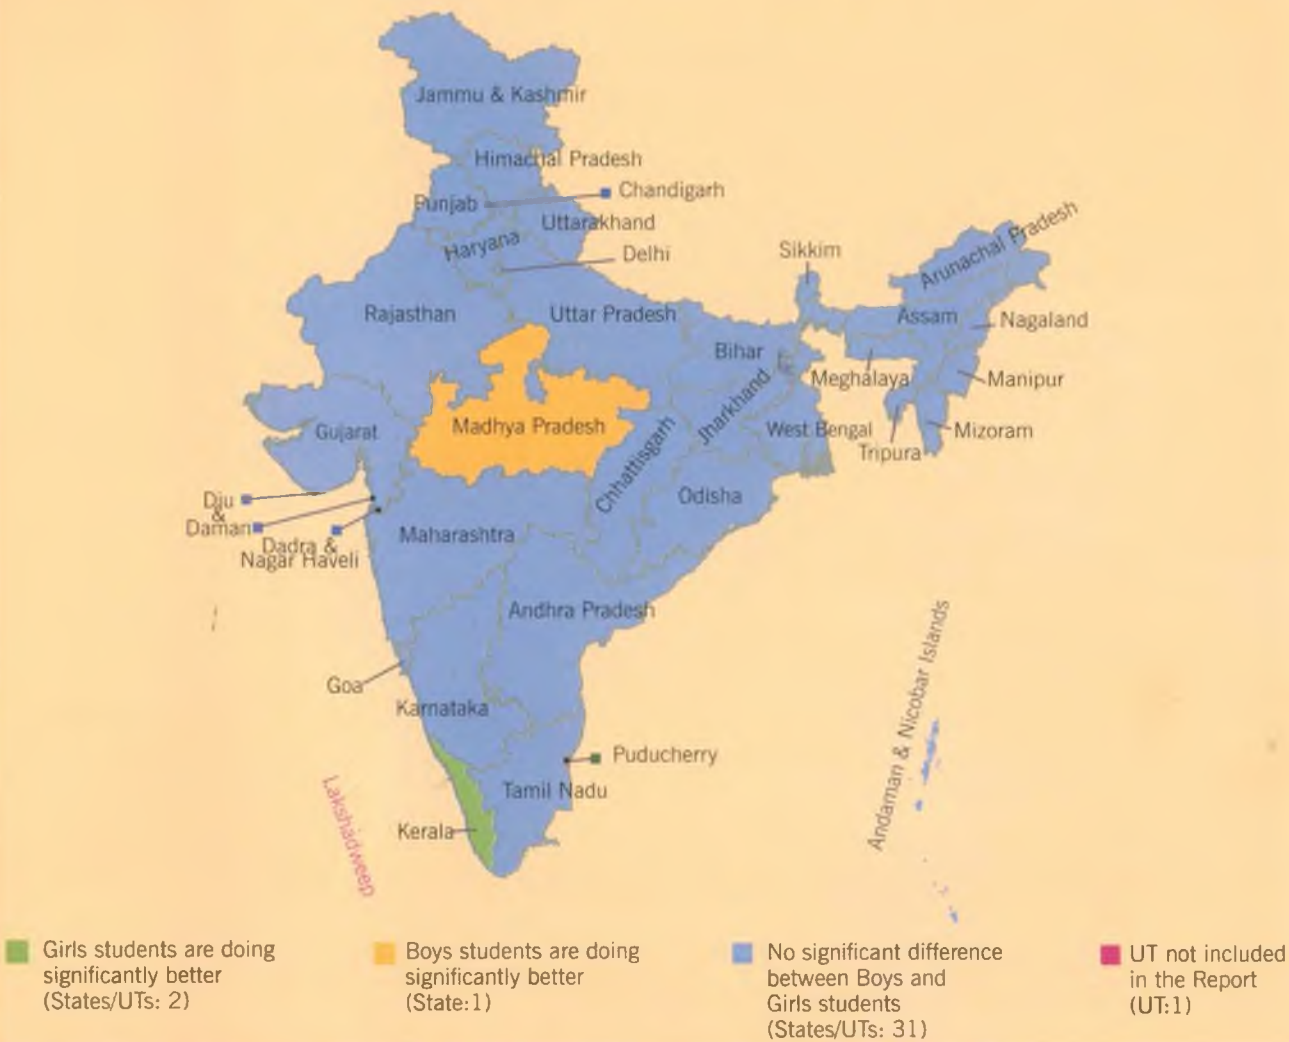 Jammu & Kashmir
Himachal Pradesh
Chandigarh
Punjab
Uttarakhand
Haryana
Delhi
Sikkim
Arunachal Pradesh
Rajasthan
Uttar Pradesh
Assam
Nagaland
Bihar
Meghalaya
Manipur
Jharkhand
Madhya Pradesh
Gujarat
West Bengal
Mizoram
Tripura
Chhattisgarh
Odisha
Diu
&
Daman
Dadra &
Nagar Haveli
Maharashtra
Andhra Pradesh
Andaman & Nicobar Islands
Goa
Karnataka
Puducherry
Tamil Nadu
Lakshadweep
Kerala
Girls students are doing
significantly better
(States/UTs: 2)
Boys students are doing
significantly better
(State:1)
No significant difference
between Boys and
Girls students
(States/UTs: 31)
UT not included
in the Report
(UT:1)